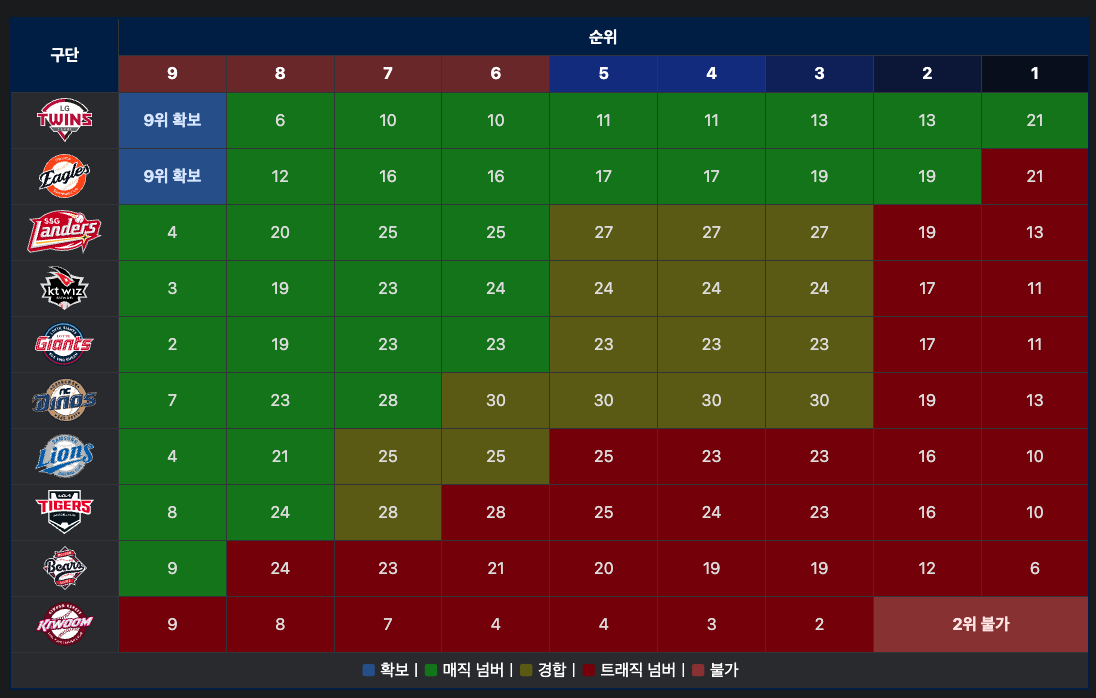 구단 순위
9 8 7 6 5 4 3 2 1
LG TWINS 9위 확보 6 10 10 11 11 13 13 21
Eagles 9위 확보 12 16 16 17 17 19 19 21
SSG Landers 4 20 25 25 27 27 27 19 13
kt wiz 3 19 23 24 24 24 24 17 11
Giants 2 19 23 23 23 23 23 17 11
NC Dinos 7 23 28 30 30 30 30 19 13
SAMSUNG Lions 4 21 25 25 25 23 23 16 10
KIA TIGERS 8 24 28 28 25 24 23 16 10
Bears 9 24 23 21 20 19 19 12 6
KIWOOM 9 8 7 4 4 3 2 2위 불가
확보 | 매직 넘버 | 경합 | 트래직 넘버 | 불가